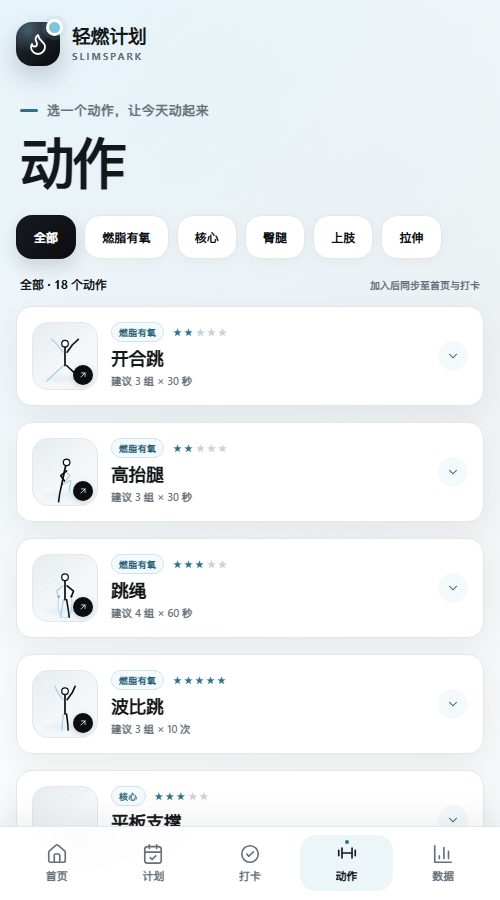 轻燃计划
SLIMSPARK
选一个动作，让今天动起来
动作
全部
燃脂有氧
核心
臀腿
上肢
拉伸
全部 · 18 个动作
加入后同步至首页与打卡
燃脂有氧 ★★★★★
开合跳
建议 3 组 × 30 秒
燃脂有氧 ★★★★★
高抬腿
建议 3 组 × 30 秒
燃脂有氧 ★★★★★
跳绳
建议 4 组 × 60 秒
燃脂有氧 ★★★★★
波比跳
建议 3 组 × 10 次
核心 ★★★★★
平板支撑
首页
计划
打卡
动作
数据